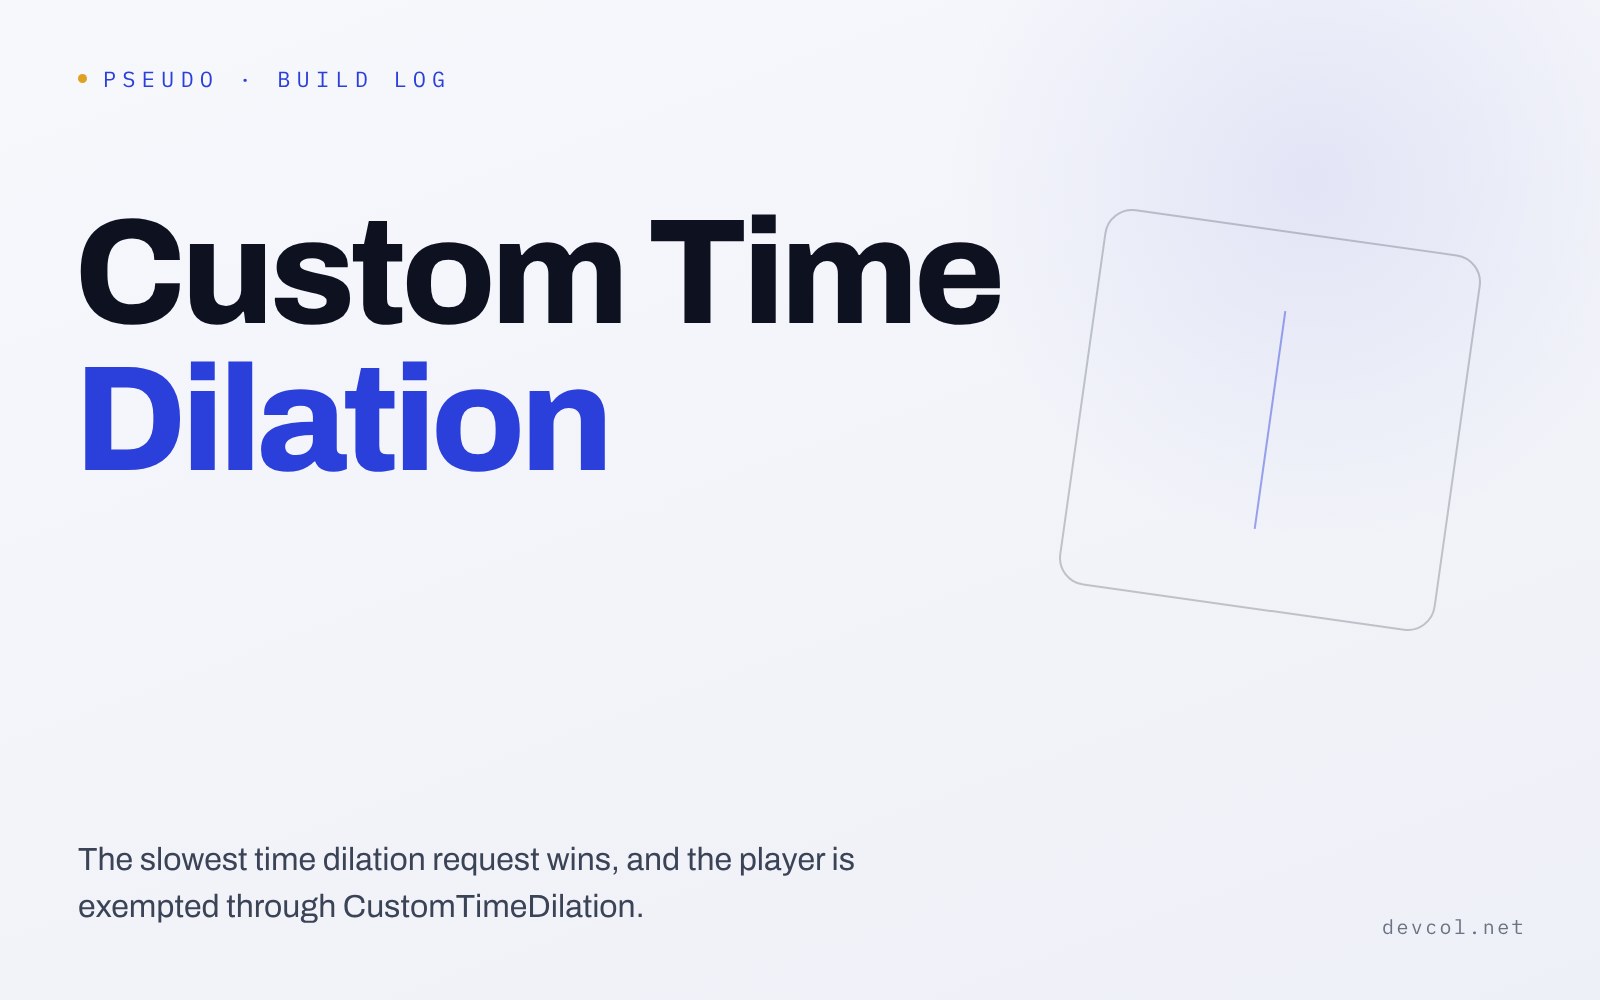 PSEUDO · BUILD LOG
Custom Time
Dilation
The slowest time dilation request wins, and the player is
exempted through CustomTimeDilation.
devcol.net